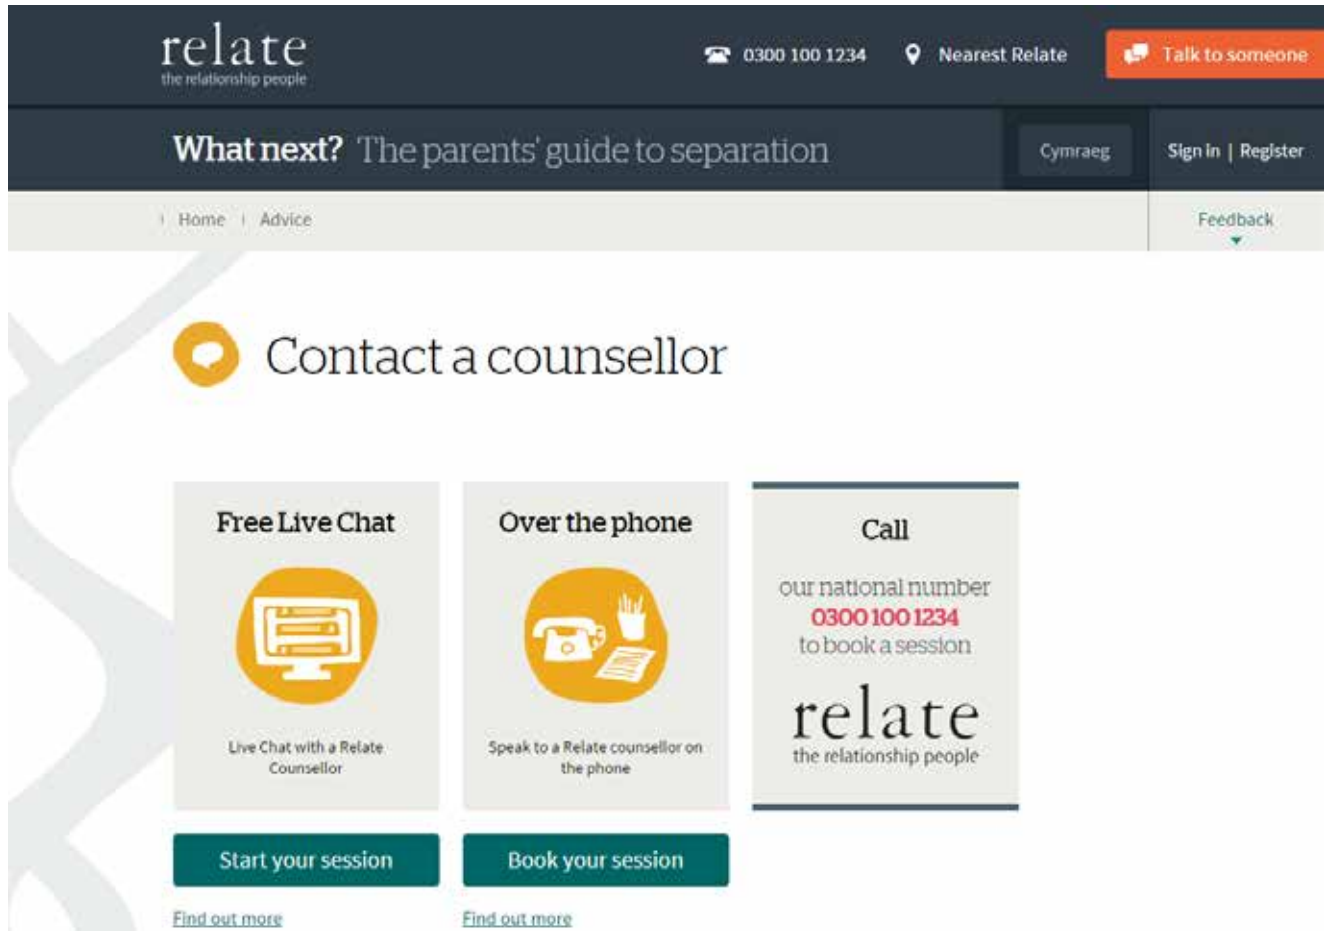 relate
the relationship people
0300 100 1234
Nearest Relate
Talk to someone
What next? The parents' guide to separation
Cymraeg
Sign in | Register
Home
Advice
Feedback
Contact a counsellor
Free Live Chat
Live Chat with a Relate
Counsellor
Start your session
Find out more
Over the phone
Speak to a Relate counsellor on
the phone
Book your session
Find out more
Call
our national number
0300 100 1234
to book a session
relate
the relationship people